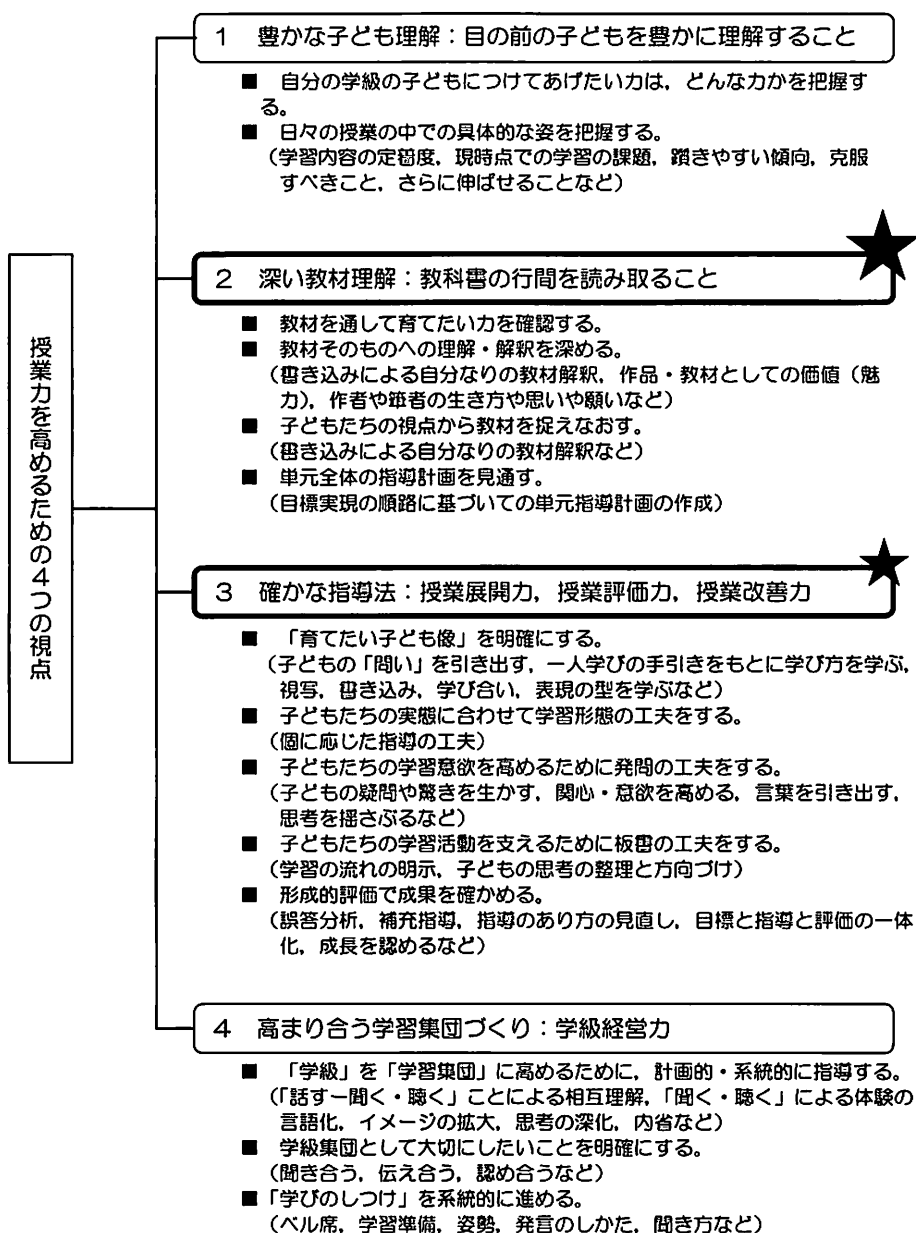 授業力を高めるための4つの視点
1 豊かな子ども理解：目の前の子どもを豊かに理解すること
■ 自分の学級の子どもにつけてあげたい力は，どんな力かを把握す
る。
■ 日々の授業の中での具体的な姿を把握する。
（学習内容の定着度，現時点での学習の課題，躓きやすい傾向，克服
すべきこと，さらに伸ばせることなど）
2 深い教材理解：教科書の行間を読み取ること
■ 教材を通して育てたい力を確認する。
■ 教材そのものへの理解・解釈を深める。
（書き込みによる自分なりの教材解釈，作品・教材としての価値（魅
力），作者や筆者の生き方や思いや願いなど）
■ 子どもたちの視点から教材を捉えなおす。
（書き込みによる自分なりの教材解釈など）
■ 単元全体の指導計画を見通す。
（目標実現の順路に基づいての単元指導計画の作成）
3 確かな指導法：授業展開力，授業評価力，授業改善力
■ 「育てたい子ども像」を明確にする。
（子どもの「問い」を引き出す，一人学びの手引きをもとに学び方を学ぶ，
視写，書き込み，学び合い，表現の型を学ぶなど）
■ 子どもたちの実態に合わせて学習形態の工夫をする。
（個に応じた指導の工夫）
■ 子どもたちの学習意欲を高めるために発問の工夫をする。
（子どもの疑問や驚きを生かす，関心・意欲を高める，言葉を引き出す，
思考を揺さぶるなど）
■ 子どもたちの学習活動を支えるために板書の工夫をする。
（学習の流れの明示，子どもの思考の整理と方向づけ）
■ 形成的評価で成果を確かめる。
（誤答分析，補充指導，指導のあり方の見直し，目標と指導と評価の一体
化，成長を認めるなど）
4 高まり合う学習集団づくり：学級経営力
■ 「学級」を「学習集団」に高めるために，計画的・系統的に指導する。
（「話すー聞く・聴く」ことによる相互理解，「聞く・聴く」による体験の
言語化，イメージの拡大，思考の深化，内省など）
■ 学級集団として大切にしたいことを明確にする。
（聞き合う，伝え合う，認め合うなど）
■「学びのしつけ」を系統的に進める。
（ベル席，学習準備，姿勢，発言のしかた，聞き方など）